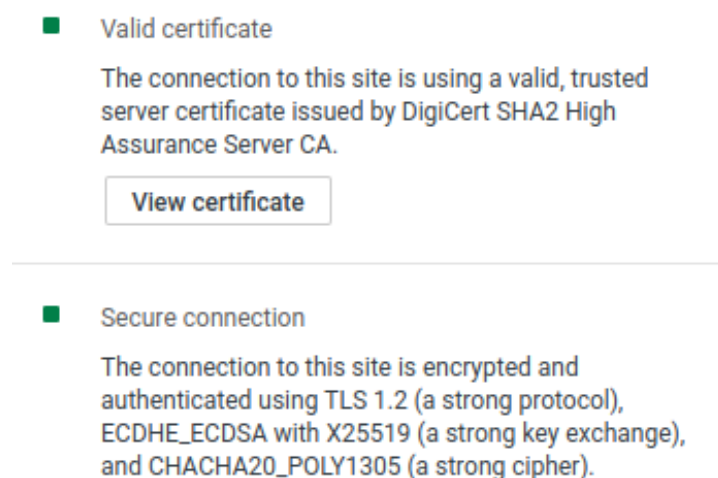 Valid certificate
The connection to this site is using a valid, trusted
server certificate issued by DigiCert SHA2 High
Assurance Server CA.
View certificate
Secure connection
The connection to this site is encrypted and
authenticated using TLS 1.2 (a strong protocol),
ECDHE_ECDSA with X25519 (a strong key exchange),
and CHACHA20_POLY1305 (a strong cipher).